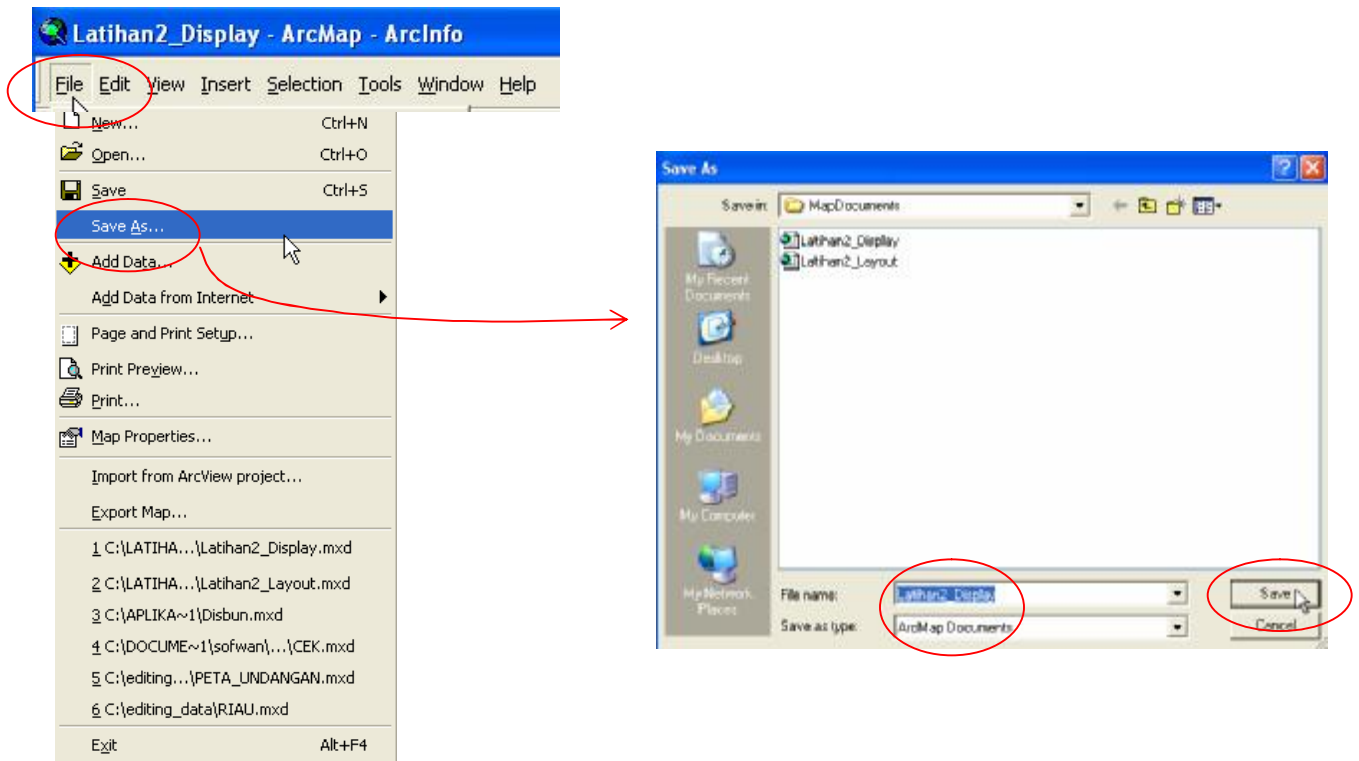 Latihan2_Display - ArcMap - ArcInfo
File Edit View Insert Selection Tools Window Help
New... Ctrl+N
Open... Ctrl+O
Save Ctrl+S
Save As...
Add Data...
Add Data from Internet
Page and Print Setup...
Print Preview...
Print...
Map Properties...
Import from ArcView project...
Export Map...
1 C:\LATIHA...\Latihan2_Display.mxd
2 C:\LATIHA...\Latihan2_Layout.mxd
3 C:\APLIKA~1\Disbun.mxd
4 C:\DOCUME~1\sofwan\...\CEK.mxd
5 C:\editing...\PETA_UNDANGAN.mxd
6 C:\editing_data\RIAU.mxd
Exit Alt+F4
Save As
Save in: MapDocuments
Latihan2_Display
Latihan2_Layout
My Recent
Documents
Desktop
My Documents
My Computer
My Network
Places
File name: Latihan2_Display
Save
Save as type: ArcMap Documents
Cancel